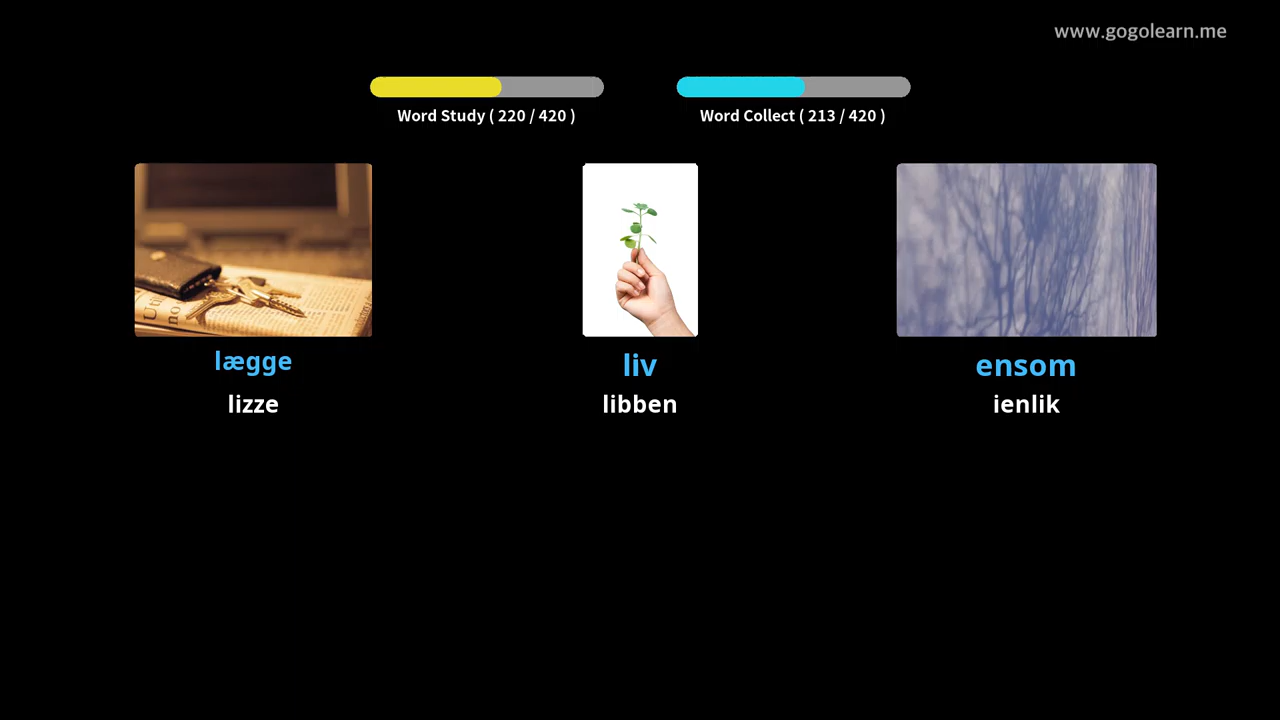 www.gogolearn.me
Word Study ( 220 / 420 )
Word Collect ( 213 / 420 )
lægge
liv
ensom
lizze
libben
ienlik